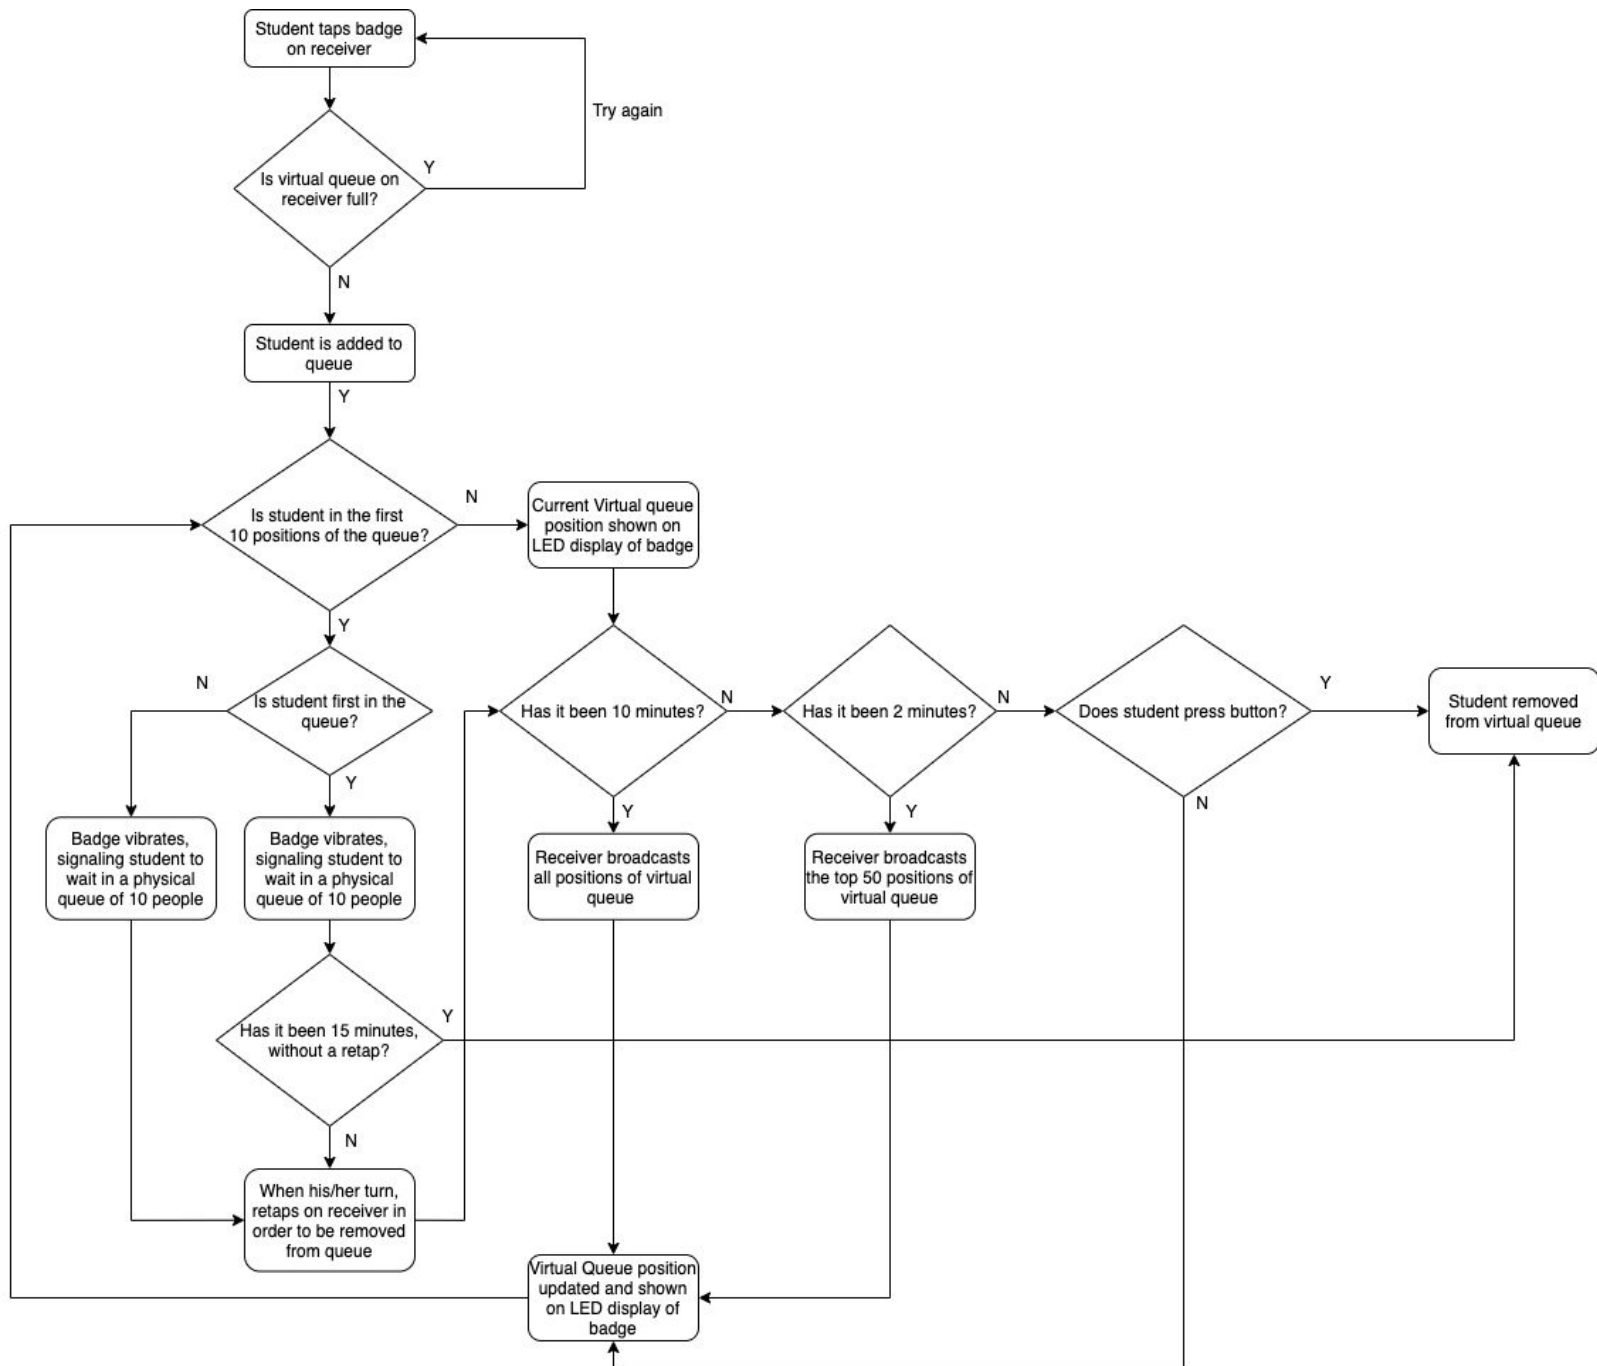 Student taps badge
on receiver
Try again
Y
Is virtual queue on
receiver full?
N
Student is added to
queue
Y
Is student in the first
10 positions of the queue?
N
Current Virtual queue
position shown on
LED display of badge
Y
Is student first in the
queue?
N
Y
Has it been 10 minutes?
N
Has it been 2 minutes?
N
Does student press button?
Y
Student removed
from virtual queue
N
Badge vibrates,
signaling student to
wait in a physical
queue of 10 people
Badge vibrates,
signaling student to
wait in a physical
queue of 10 people
Y
Receiver broadcasts
all positions of virtual
queue
Y
Receiver broadcasts
the top 50 positions of
virtual queue
Has it been 15 minutes,
without a retap?
Y
N
When his/her turn,
retaps on receiver in
order to be removed
from queue
Virtual Queue position
updated and shown
on LED display of
badge